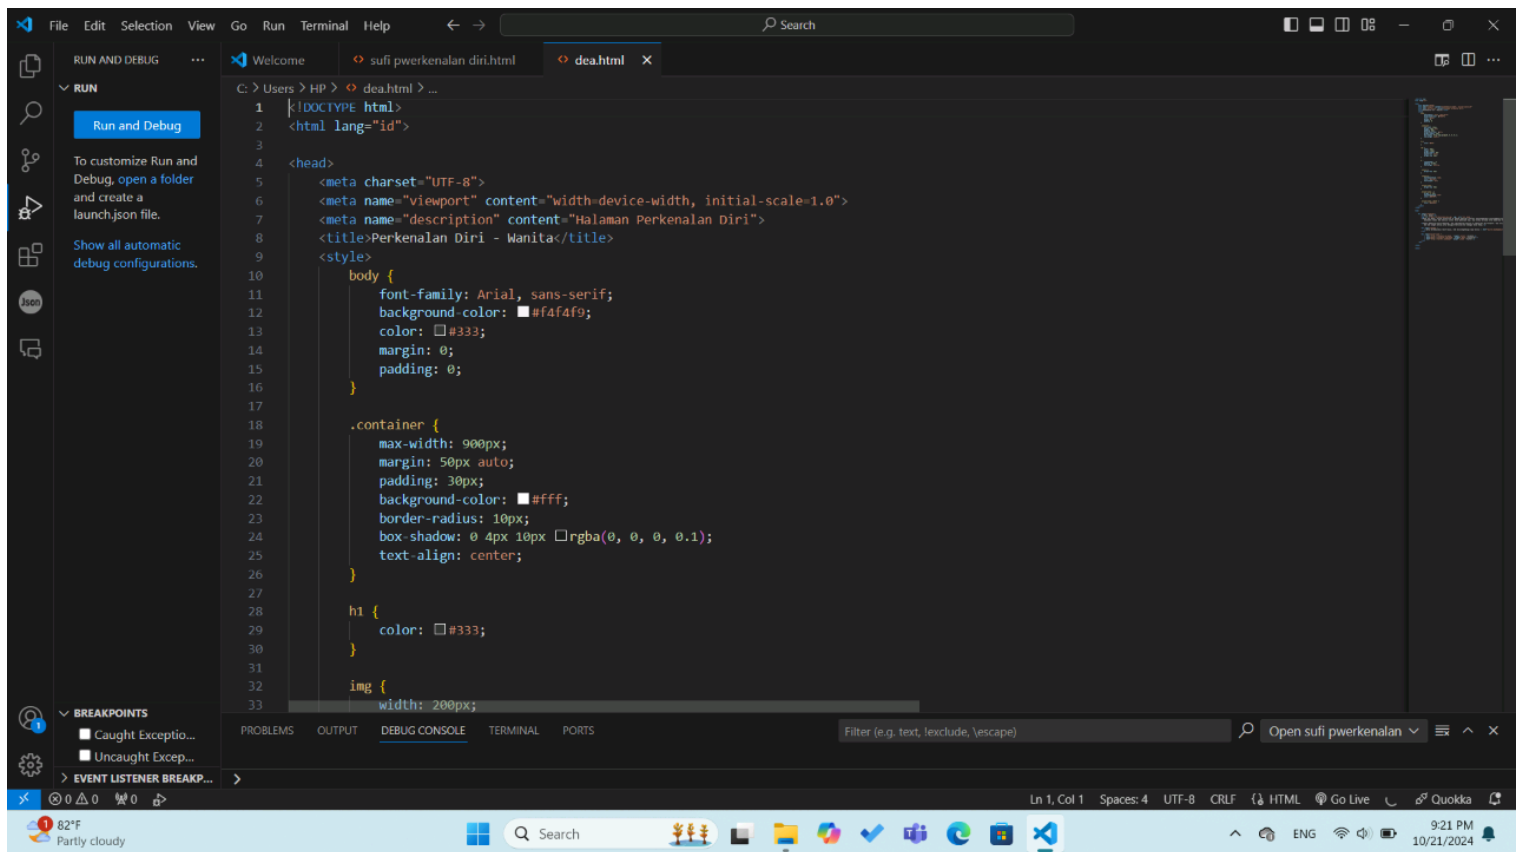 File Edit Selection View Go Run Terminal Help
Search
RUN AND DEBUG
Welcome
sufi pwerkenalan diri.html
dea.html
RUN
Run and Debug
To customize Run and
Debug, open a folder
and create a
launch.json file.
Show all automatic
debug configurations.
Json
C: > Users > HP > dea.html > ...
1 <!DOCTYPE html>
2 <html lang="id">
3
4 <head>
5 <meta charset="UTF-8">
6 <meta name="viewport" content="width=device-width, initial-scale=1.0">
7 <meta name="description" content="Halaman Perkenalan Diri">
8 <title>Perkenalan Diri - Wanita</title>
9 <style>
10 body {
11 font-family: Arial, sans-serif;
12 background-color: #f4f4f9;
13 color: #333;
14 margin: 0;
15 padding: 0;
16 }
17
18 .container {
19 max-width: 900px;
20 margin: 50px auto;
21 padding: 30px;
22 background-color: #fff;
23 border-radius: 10px;
24 box-shadow: 0 4px 10px rgba(0, 0, 0, 0.1);
25 text-align: center;
26 }
27
28 h1 {
29 color: #333;
30 }
31
32 img {
33 width: 200px;
BREAKPOINTS
Caught Exceptio...
Uncaught Excep...
EVENT LISTENER BREAKP...
1
PROBLEMS OUTPUT DEBUG CONSOLE TERMINAL PORTS
Filter (e.g. text, !exclude, \escape)
Open sufi pwerkenalan
>
0 0 0
Ln 1, Col 1 Spaces: 4 UTF-8 CRLF HTML Go Live Quokka
1
82°F
Partly cloudy
Search
ENG
9:21 PM
10/21/2024